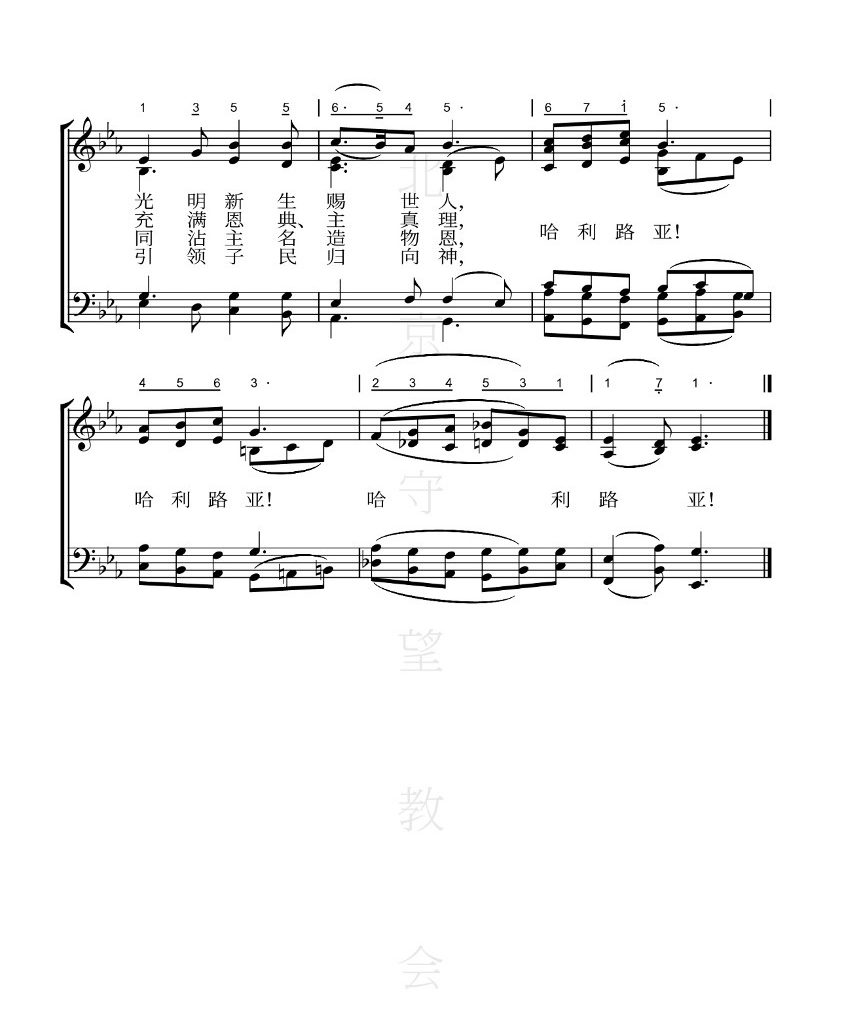 1 3 5 5 6· 5 4 5· 6 7 1 5·
光 明 新 生 赐 世 人，
充 满 恩 典、 主 真 理，
同 沾 主 名 造 物 恩，
引 领 子 民 归 向 神，
哈 利 路 亚！
4 5 6 3· 2 3 4 5 3 1 1 7 1·
哈 利 路 亚！ 哈 利 路 亚！
北京守望教会